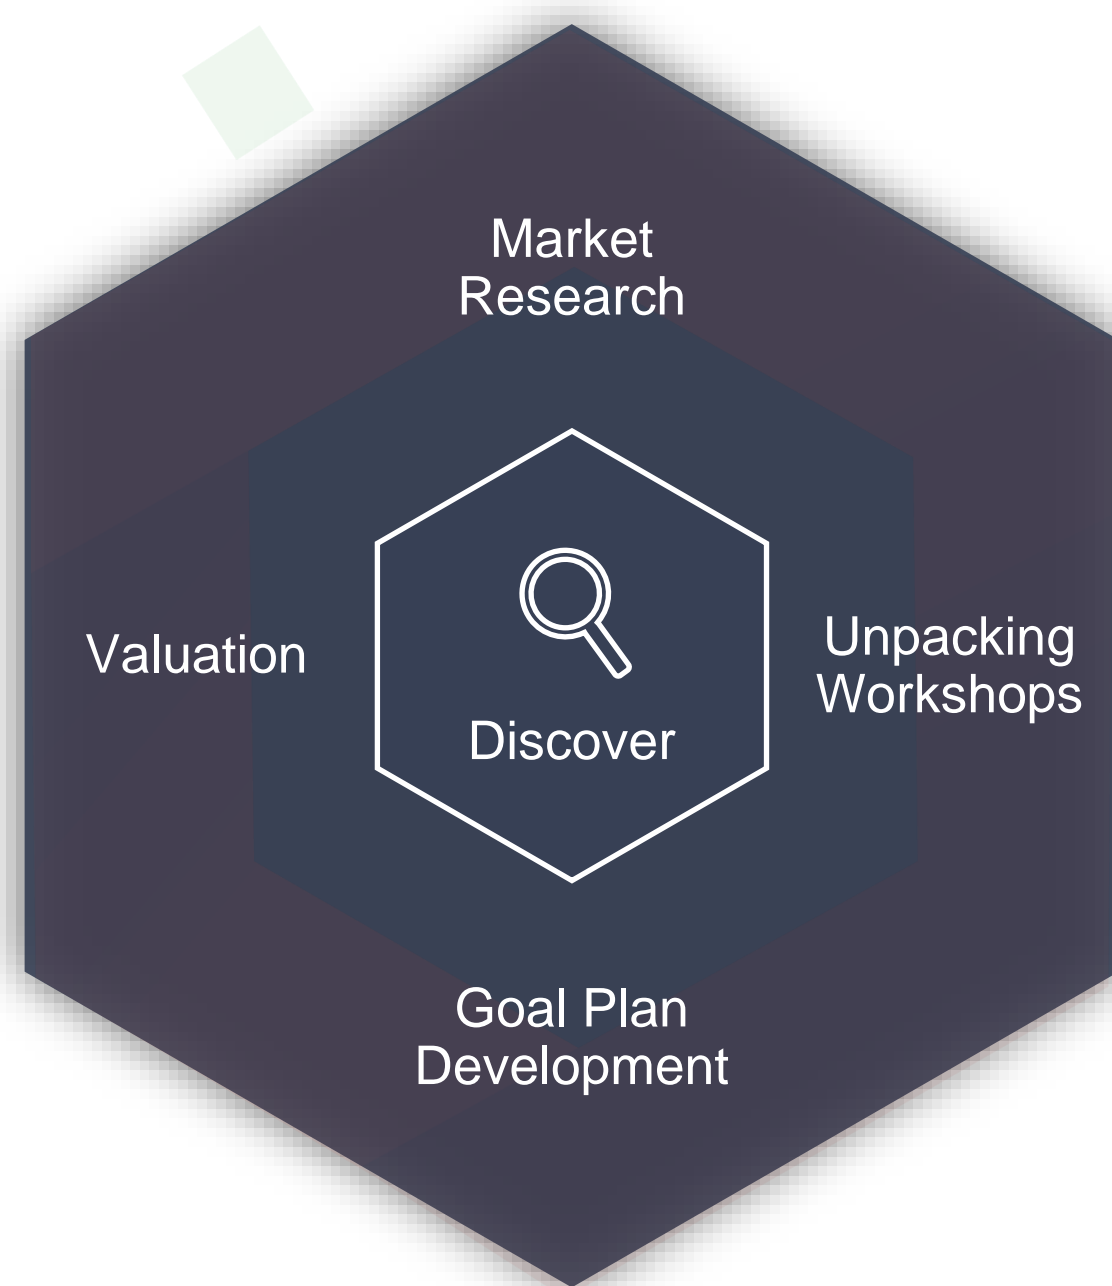 Market
Research
Valuation
Discover
Unpacking
Workshops
Goal Plan
Development